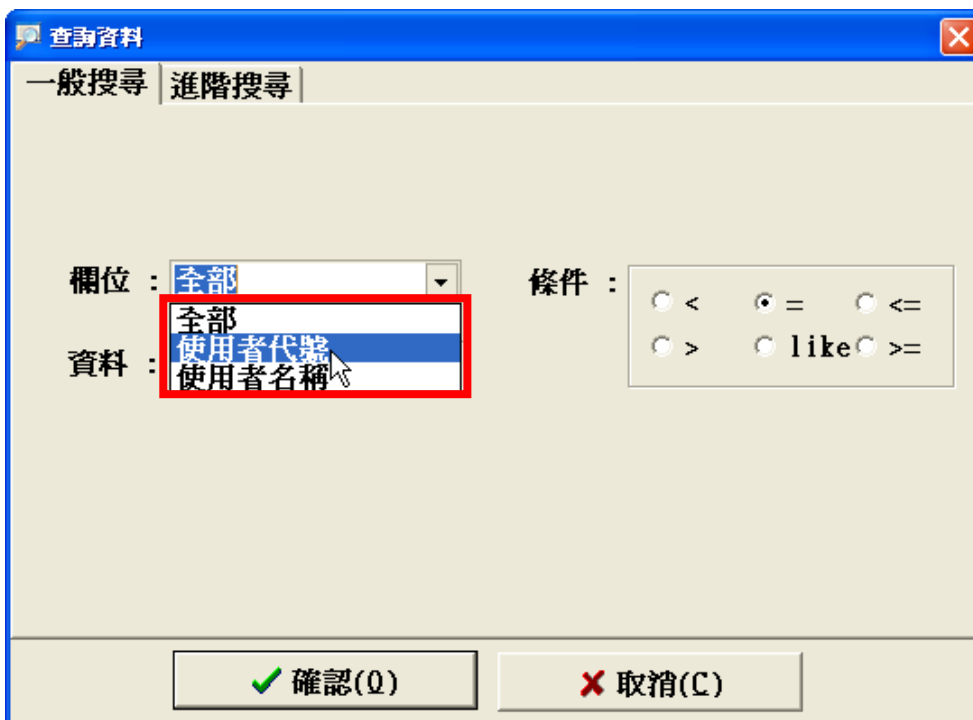 查詢資料
一般搜尋 進階搜尋
欄位 : 全部 條件 :
全部
使用者代號
使用者名稱
資料 :
< = <=
> like >=
確認(O) 取消(C)